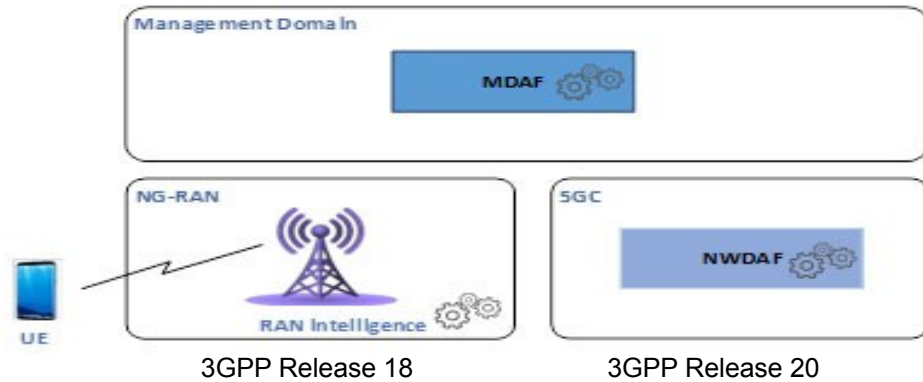 Management Domain
MDAF
NG-RAN
5GC
NWDAF
RAN Intelligence
UE
3GPP Release 18
3GPP Release 20